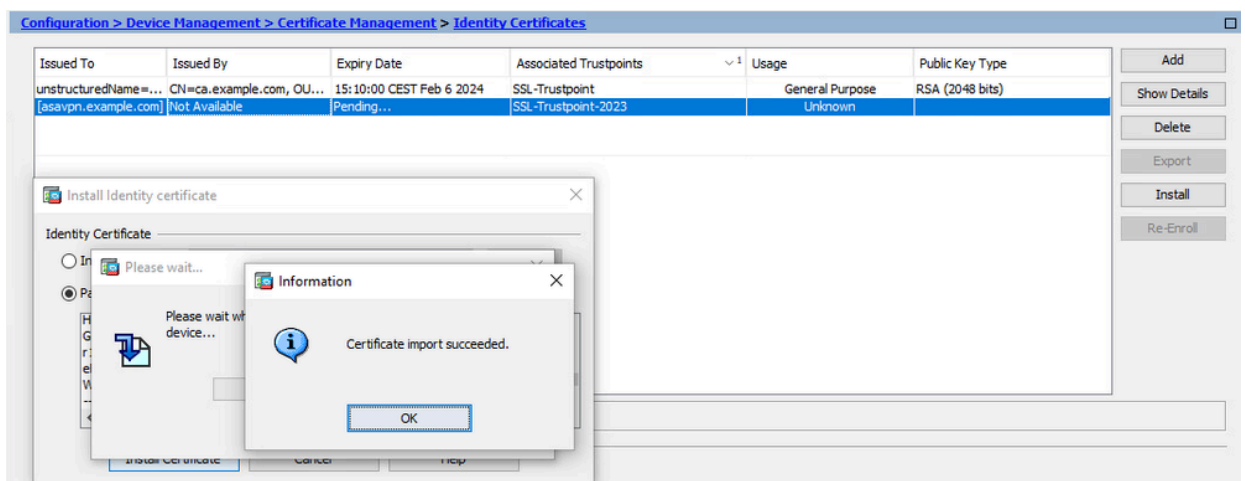 Configuration > Device Management > Certificate Management > Identity Certificates
Issued To Issued By Expiry Date Associated Trustpoints 1 Usage Public Key Type
unstructuredName=... CN=ca.example.com, OU... 15:10:00 CEST Feb 6 2024 SSL-Trustpoint General Purpose RSA (2048 bits)
[asavpn.example.com] Not Available Pending... SSL-Trustpoint-2023 Unknown
Add
Show Details
Delete
Export
Install
Re-Enroll
Install Identity certificate
Identity Certificate
Please wait...
Please wait
device...
Information
Certificate import succeeded.
OK
Install Certificate Cancel Help